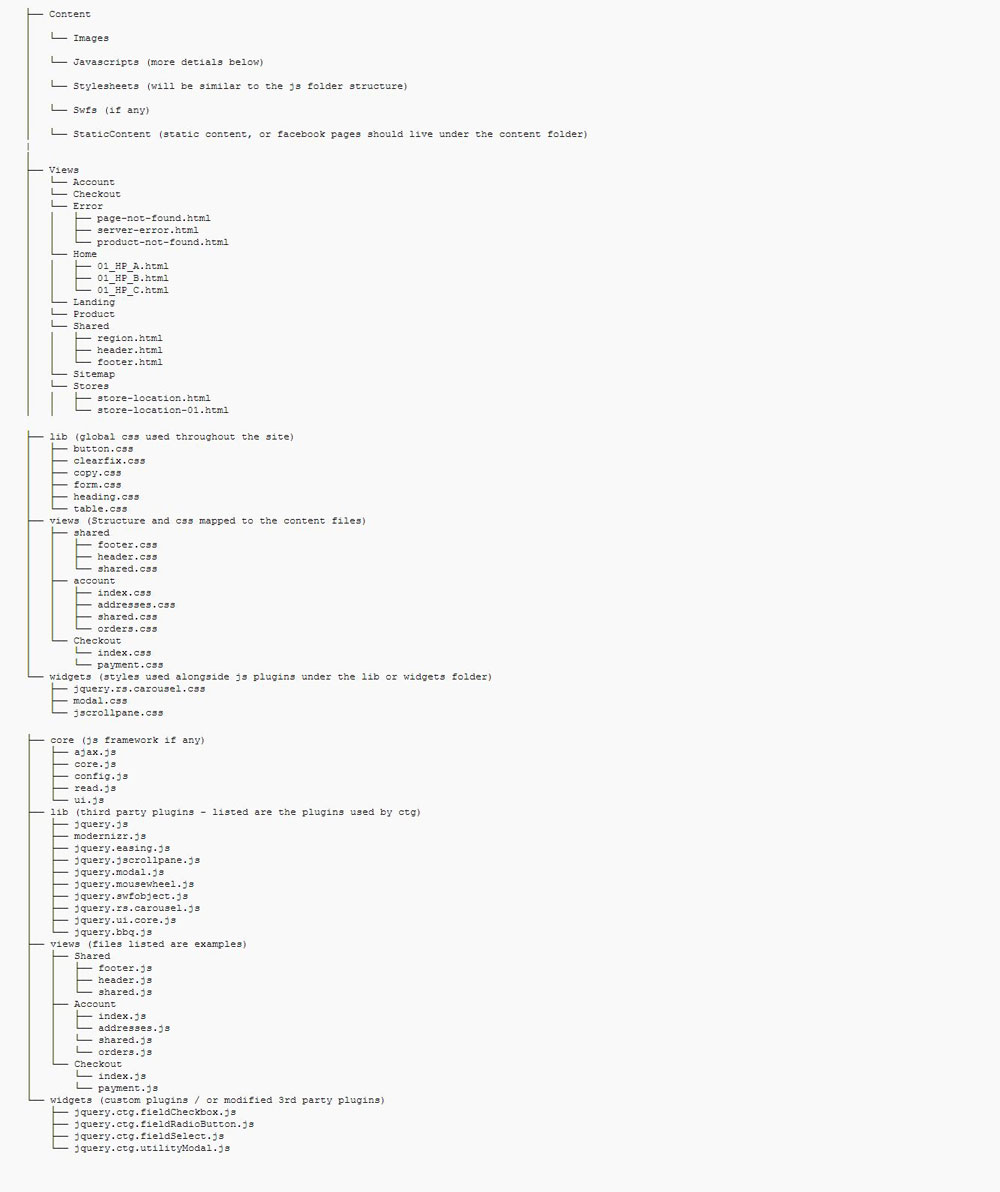 Content
Images
Javascripts (more detials below)
Stylesheets (will be similar to the js folder structure)
Swfs (if any)
StaticContent (static content, or facebook pages should live under the content folder)
Views
Account
Checkout
Error
page-not-found.html
server-error.html
product-not-found.html
Home
01_HP_A.html
01_HP_B.html
01_HP_C.html
Landing
Product
Shared
region.html
header.html
footer.html
Sitemap
Stores
store-location.html
store-location-01.html
lib (global css used throughout the site)
button.css
clearfix.css
copy.css
form.css
heading.css
table.css
views (Structure and css mapped to the content files)
shared
footer.css
header.css
shared.css
account
index.css
addresses.css
shared.css
orders.css
Checkout
index.css
payment.css
widgets (styles used alongside js plugins under the lib or widgets folder)
jquery.rs.carousel.css
modal.css
jscrollpane.css
core (js framework if any)
ajax.js
core.js
config.js
read.js
ui.js
lib (third party plugins - listed are the plugins used by ctg)
jquery.js
modernizr.js
jquery.easing.js
jquery.jscrollpane.js
jquery.modal.js
jquery.mousewheel.js
jquery.swfobject.js
jquery.rs.carousel.js
jquery.ui.core.js
jquery.bbq.js
views (files listed are examples)
Shared
footer.js
header.js
shared.js
Account
index.js
addresses.js
shared.js
orders.js
Checkout
index.js
payment.js
widgets (custom plugins / or modified 3rd party plugins)
jquery.ctg.fieldCheckbox.js
jquery.ctg.fieldRadioButton.js
jquery.ctg.fieldSelect.js
jquery.ctg.utilityModal.js